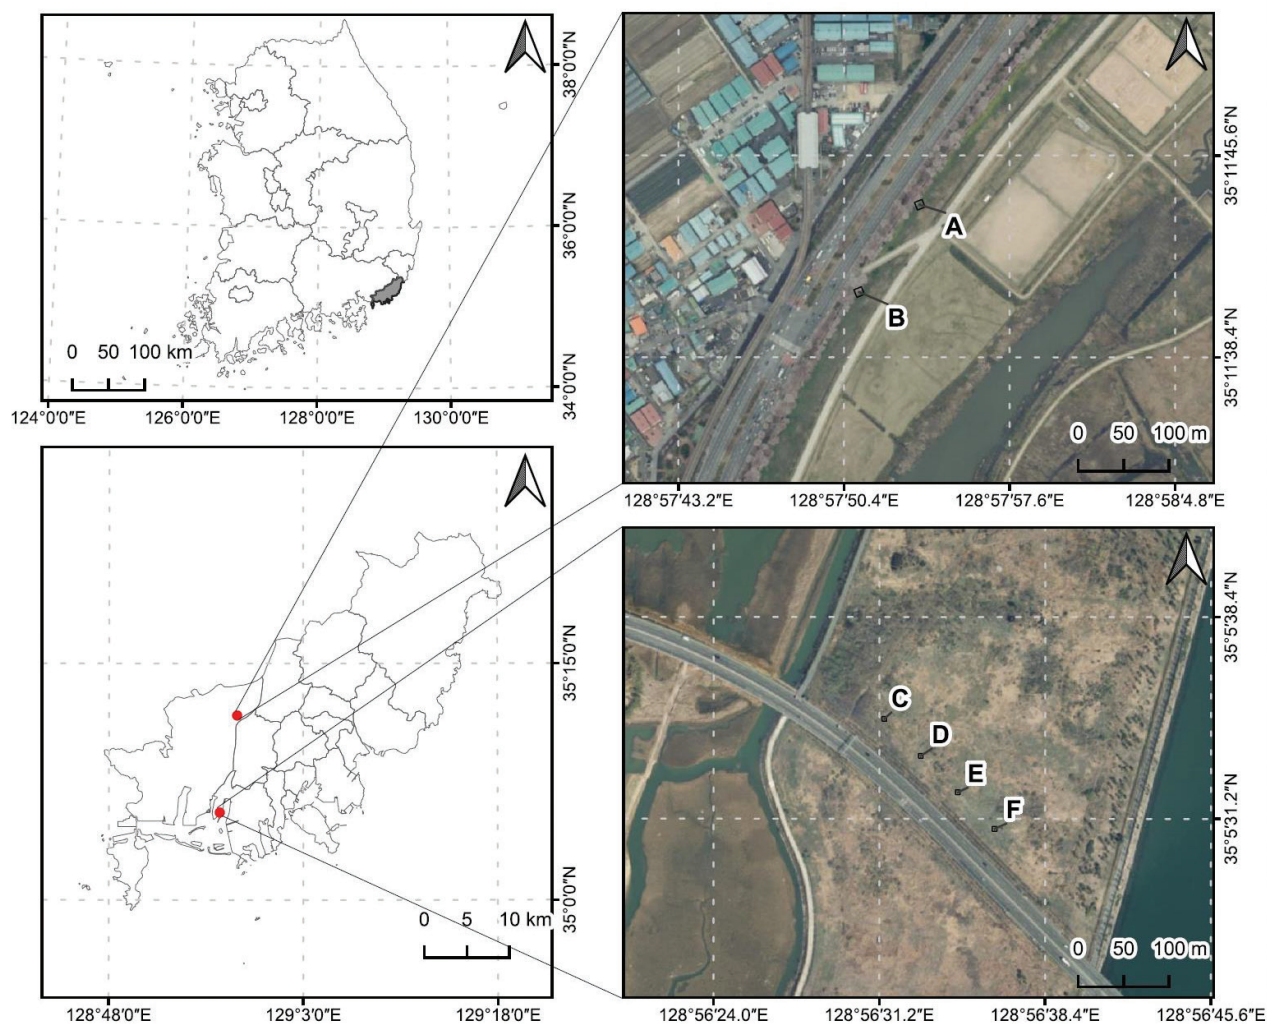 38°0′0″N
36°0′0″N
34°0′0″N
0 50 100 km
124°0′0″E 126°0′0″E 128°0′0″E 130°0′0″E
A
B
35°11′45.6″N
35°11′38.4″N
0 50 100 m
128°57′43.2″E 128°57′50.4″E 128°57′57.6″E 128°58′4.8″E
35°15′0″N
35°0′0″N
0 5 10 km
128°48′0″E 129°3′0″E 129°18′0″E
C
D
E
F
35°5′38.4″N
35°5′31.2″N
0 50 100 m
128°56′24.0″E 128°56′31.2″E 128°56′38.4″E 128°56′45.6″E